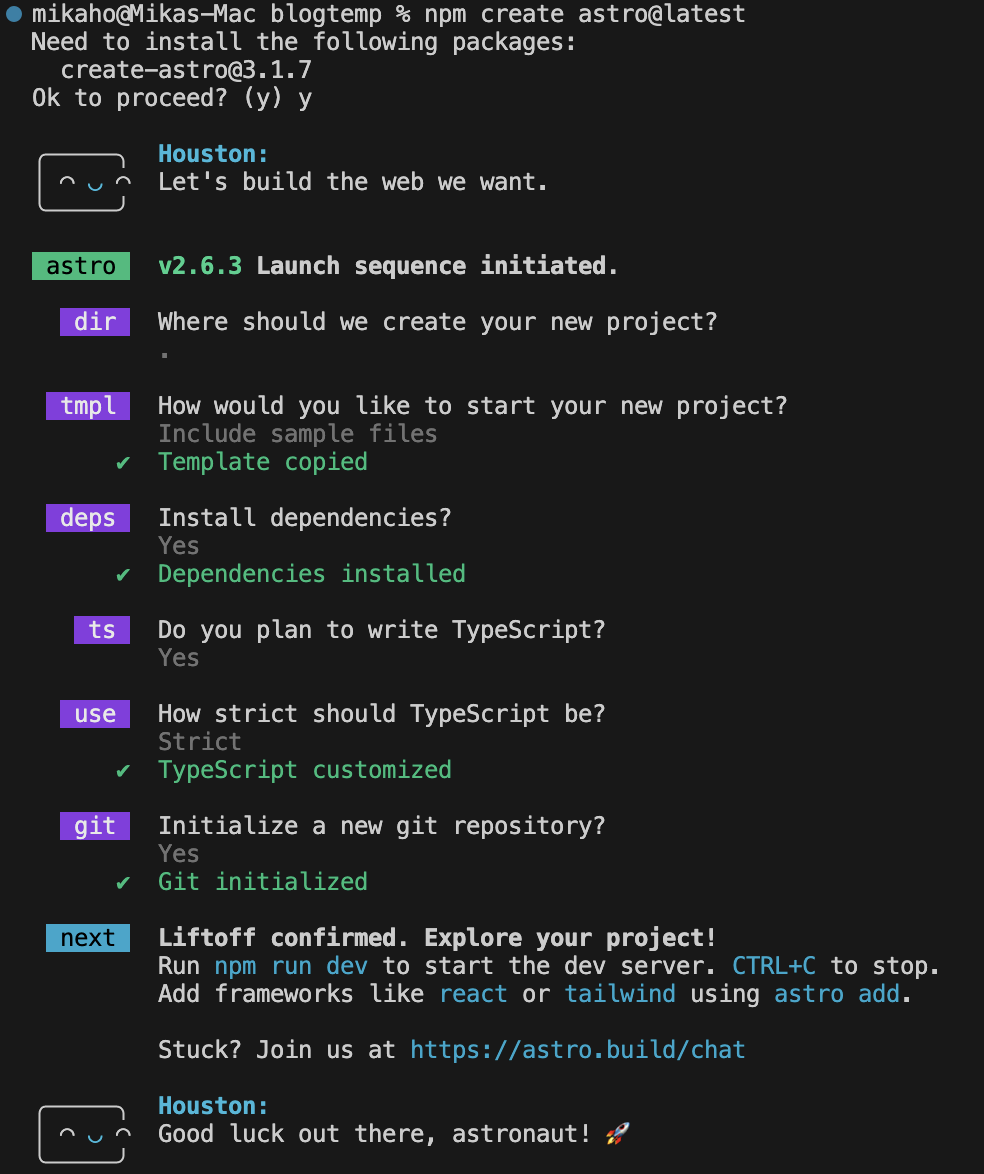 mikaho@Mikas-Mac blogtemp % npm create astro@latest
Need to install the following packages:
create-astro@3.1.7
Ok to proceed? (y) y
Houston:
Let's build the web we want.
astro v2.6.3 Launch sequence initiated.
dir Where should we create your new project?
.
tmpl How would you like to start your new project?
Include sample files
✔ Template copied
deps Install dependencies?
Yes
✔ Dependencies installed
ts Do you plan to write TypeScript?
Yes
use How strict should TypeScript be?
Strict
✔ TypeScript customized
git Initialize a new git repository?
Yes
✔ Git initialized
next Liftoff confirmed. Explore your project!
Run npm run dev to start the dev server. CTRL+C to stop.
Add frameworks like react or tailwind using astro add.
Stuck? Join us at https://astro.build/chat
Houston:
Good luck out there, astronaut! 🚀